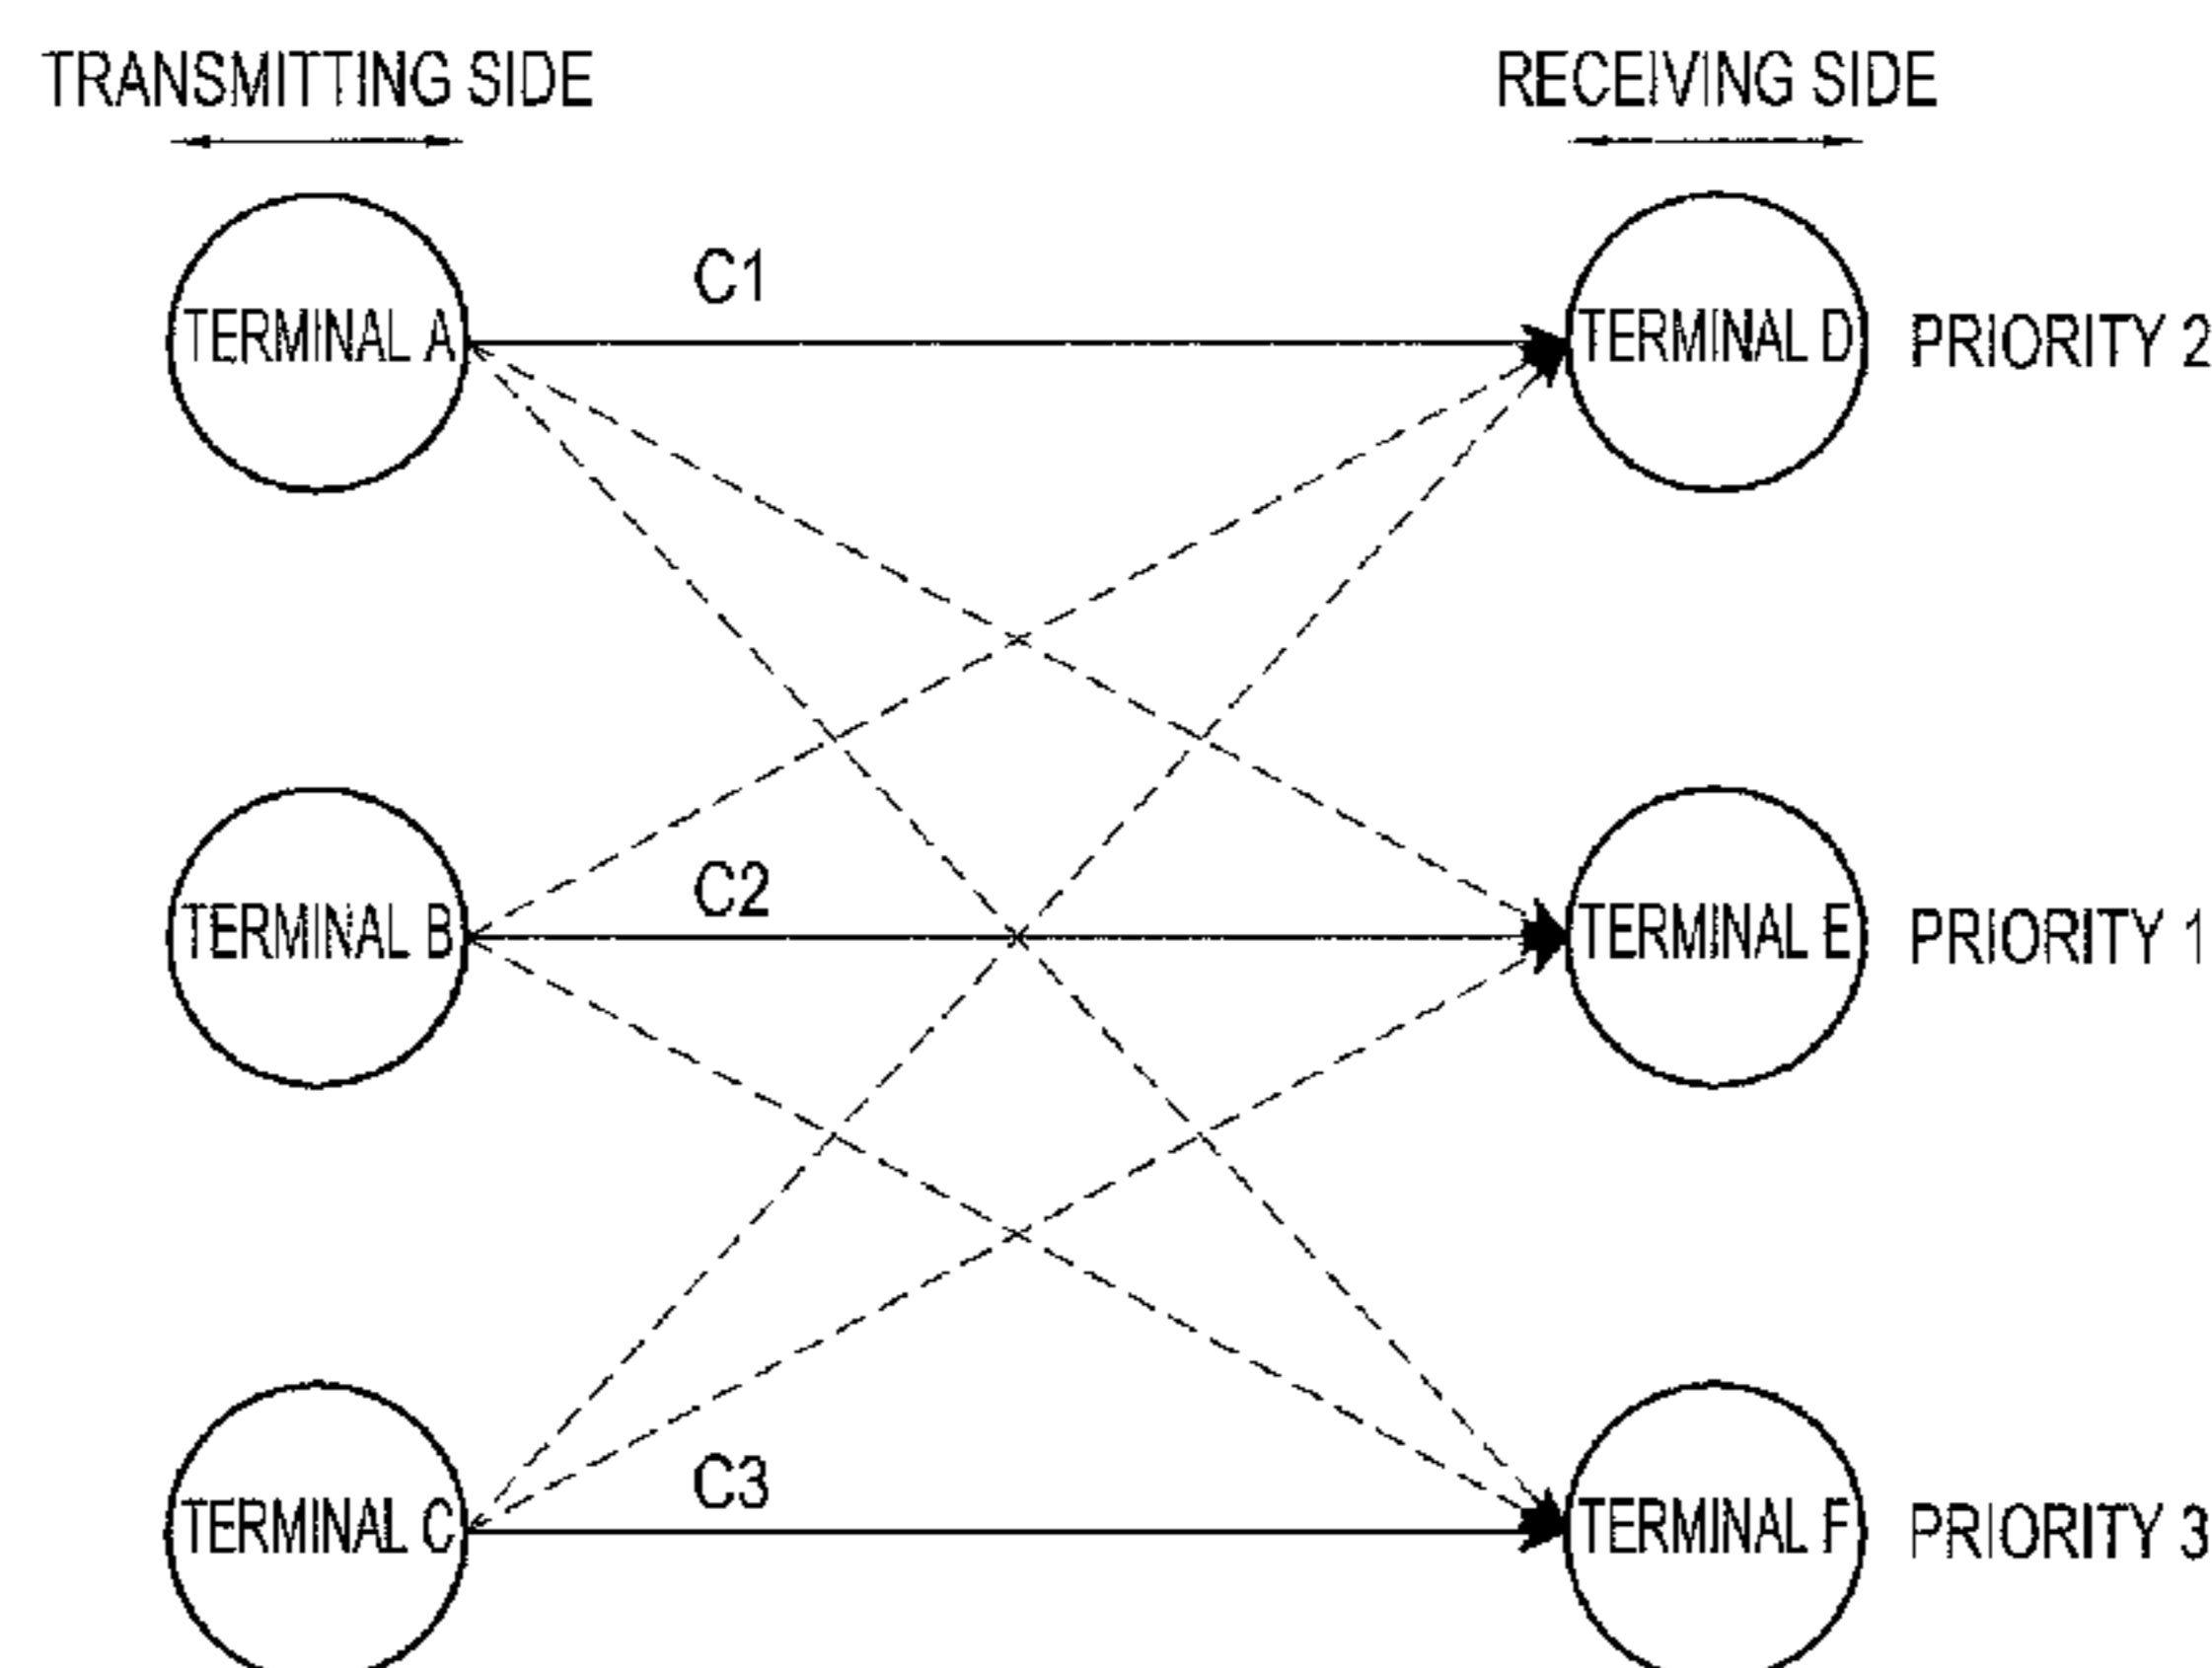 TRANSMITTING SIDE
RECEIVING SIDE
C1
TERMINAL A
TERMINAL D
PRIORITY 2
C2
TERMINAL B
TERMINAL E
PRIORITY 1
C3
TERMINAL C
TERMINAL F
PRIORITY 3